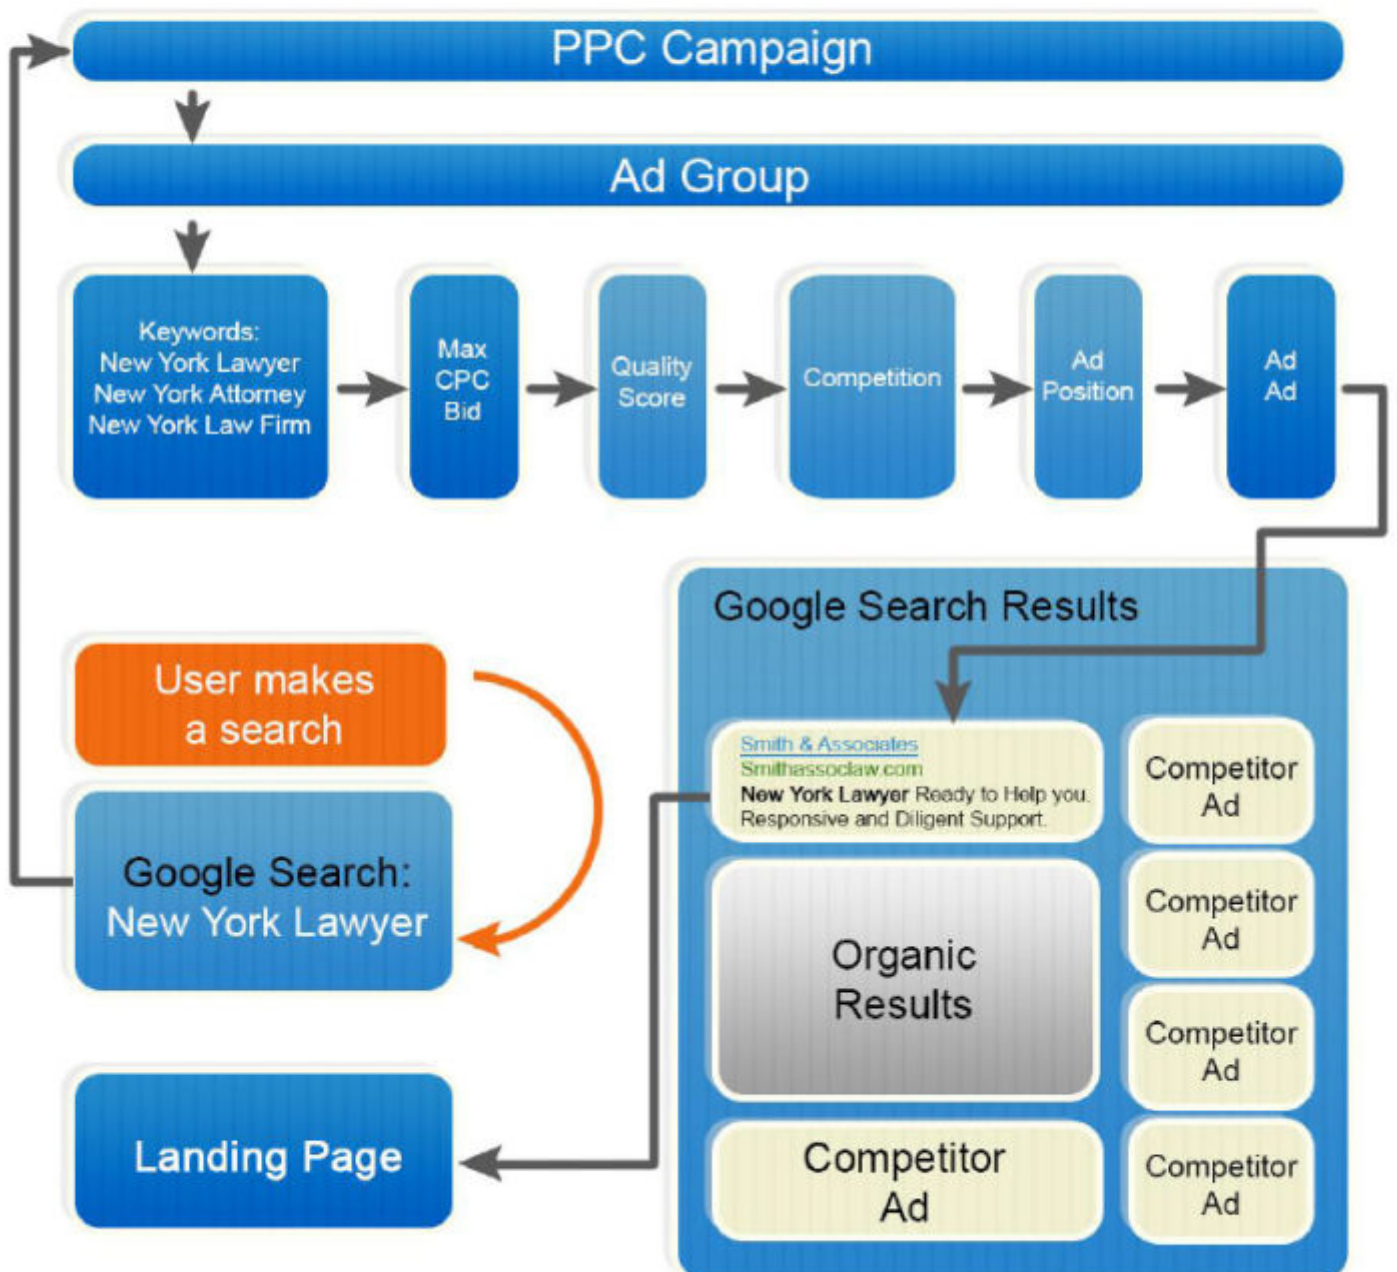 PPC Campaign
Ad Group
Keywords:
New York Lawyer
New York Attorney
New York Law Firm
Max
CPC
Bid
Quality
Score
Competition
Ad
Position
Ad
Ad
Google Search Results
User makes
a search
Google Search:
New York Lawyer
Landing Page
Smith & Associates
Smithassoclaw.com
New York Lawyer Ready to Help you.
Responsive and Diligent Support.
Organic
Results
Competitor
Ad
Competitor
Ad
Competitor
Ad
Competitor
Ad
Competitor
Ad